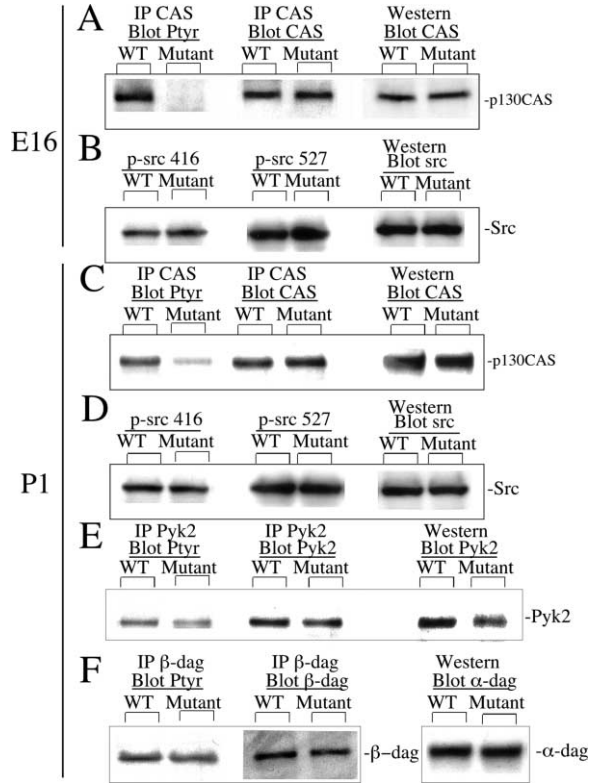 A
IP CAS IP CAS Western
Blot Ptyr Blot CAS Blot CAS
WT Mutant WT Mutant WT Mutant
-p130CAS
E16
B
p-src 416 p-src 527 Western
Blot src
WT Mutant WT Mutant WT Mutant
-Src
C
IP CAS IP CAS Western
Blot Ptyr Blot CAS Blot CAS
WT Mutant WT Mutant WT Mutant
-p130CAS
D
p-src 416 p-src 527 Western
Blot src
WT Mutant WT Mutant WT Mutant
-Src
P1
E
IP Pyk2 IP Pyk2 Western
Blot Ptyr Blot Pyk2 Blot Pyk2
WT Mutant WT Mutant WT Mutant
-Pyk2
F
IP β-dag IP β-dag Western
Blot Ptyr Blot β-dag Blot α-dag
WT Mutant WT Mutant WT Mutant
-β-dag -α-dag